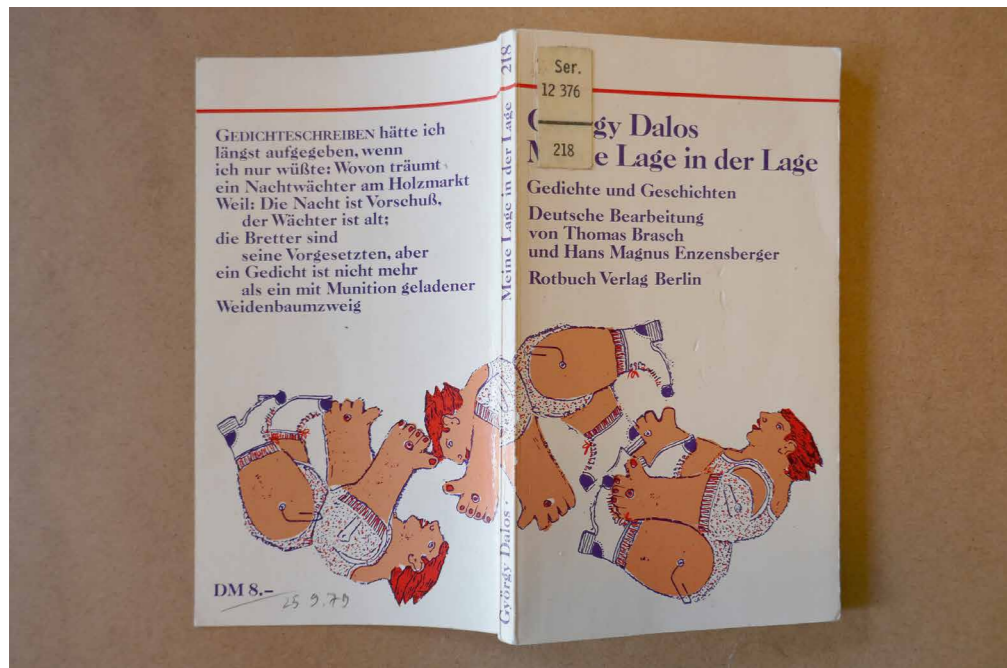 GEDICHTESCHREIBEN hätte ich
längst aufgegeben, wenn
ich nur wüßte: Wovon träumt
ein Nachtwächter am Holzmarkt
Weil: Die Nacht ist Vorschuß,
der Wächter ist alt;
die Bretter sind
seine Vorgesetzten, aber
ein Gedicht ist nicht mehr
als ein mit Munition geladener
Weidenbaumzweig
DM 8.–
25 9.79
György Dalos · Meine Lage in der Lage 218
Ser.
12 376
218
gy Dalos
e Lage in der Lage
Gedichte und Geschichten
Deutsche Bearbeitung
von Thomas Brasch
und Hans Magnus Enzensberger
Rotbuch Verlag Berlin